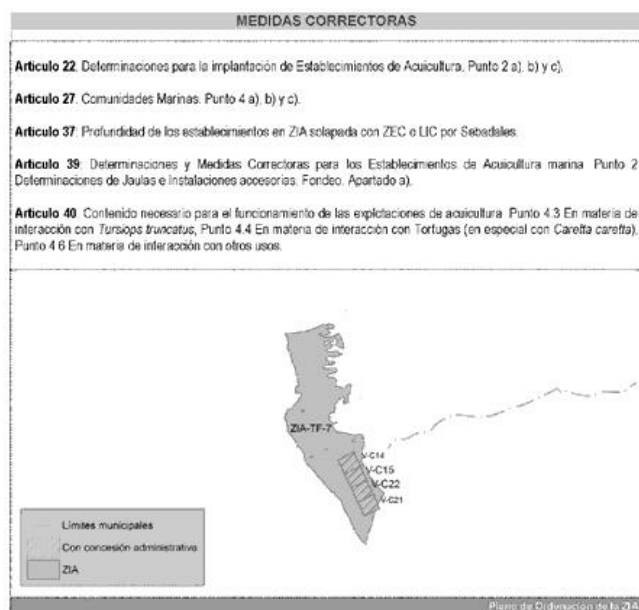 MEDIDAS CORRECTORAS
Artículo 22. Determinaciones para la implantación de Establecimientos de Acuicultura. Punto 2 a), b) y c).
Artículo 27. Comunidades Marinas. Punto 4 a), b) y c).
Artículo 37: Profundidad de los establecimientos en ZIA solapada con ZEC o LIC por Sebadales.
Artículo 39: Determinaciones y Medidas Correctoras para los Establecimientos de Acuicultura marina. Punto 2
Determinaciones de Jaulas e Instalaciones accesorias. Fondeo. Apartado a).
Artículo 40. Contenido necesario para el funcionamiento de las explotaciones de acuicultura. Punto 4.3 En materia de
interacción con Tursiops truncatus, Punto 4.4 En materia de interacción con Tortugas (en especial con Caretta caretta),
Punto 4.6 En materia de interacción con otros usos.
ZIA-TF-7
V-C14
V-C15
V-C22
V-C21
Límites municipales
Con concesión administrativa
ZIA
Plano de Ordenación de la ZIA